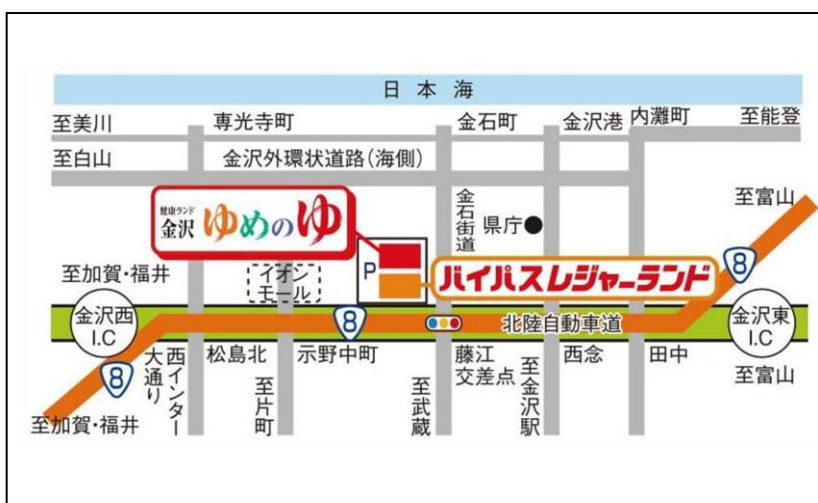 日本海
至美川
専光寺町
金石町
金沢港
内灘町
至能登
至白山
金沢外環状道路(海側)
健康ランド
金沢
ゆめのゆ
金石街道
県庁
至富山
8
P
バイパスレジャーランド
至加賀・福井
イオン
モール
金沢西
I.C
8
北陸自動車道
金沢東
I.C
8
西インター
大通り
松島北
示野中町
藤江
交差点
西念
田中
至富山
至加賀・福井
至片町
至武蔵
至金沢駅